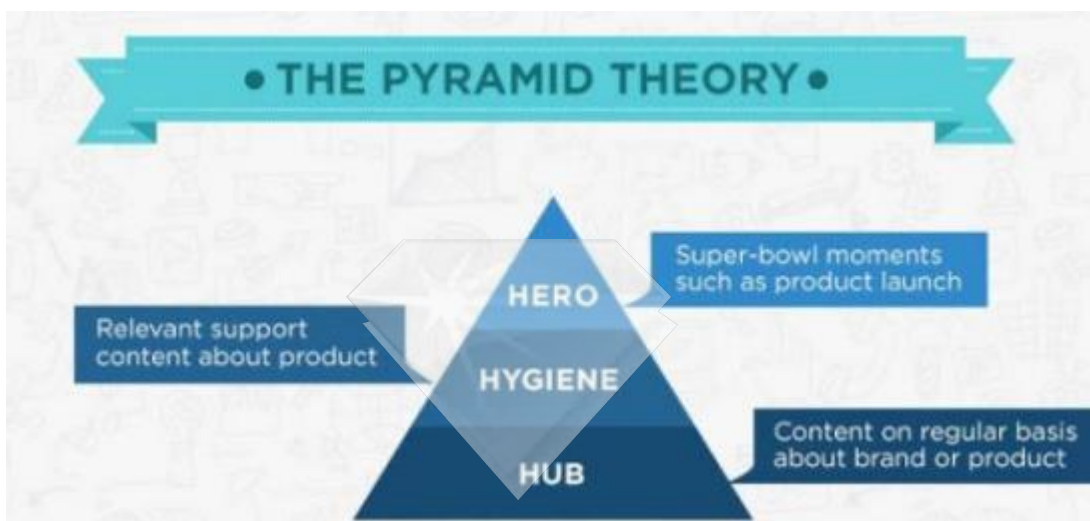 • THE PYRAMID THEORY •
Super-bowl moments
such as product launch
HERO
Relevant support
content about product
HYGIENE
Content on regular basis
about brand or product
HUB